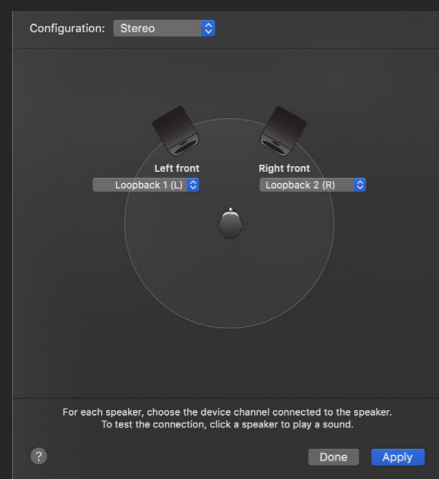 Configuration: Stereo
Left front Right front
Loopback 1 (L) Loopback 2 (R)
For each speaker, choose the device channel connected to the speaker.
To test the connection, click a speaker to play a sound.
? Done Apply